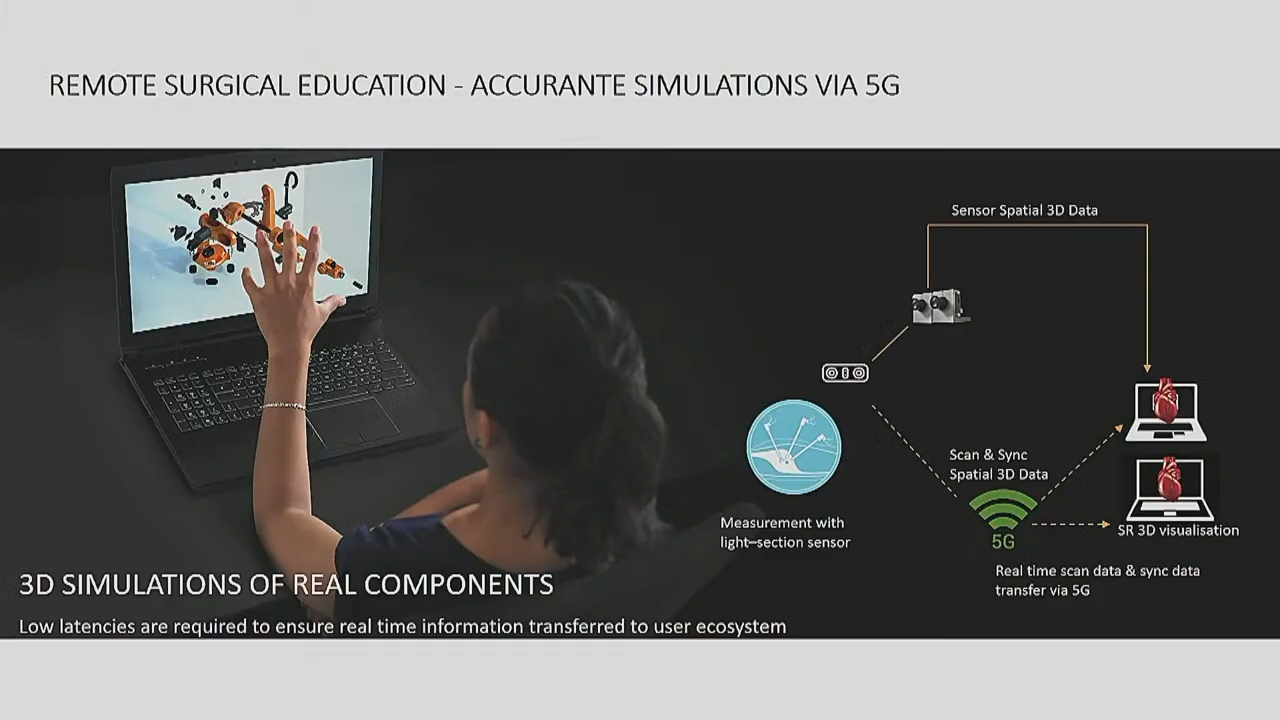 REMOTE SURGICAL EDUCATION - ACCURANTE SIMULATIONS VIA 5G
Sensor Spatial 3D Data
Scan & Sync
Spatial 3D Data
5G
SR 3D visualisation
Measurement with
light–section sensor
Real time scan data & sync data
transfer via 5G
3D SIMULATIONS OF REAL COMPONENTS
Low latencies are required to ensure real time information transferred to user ecosystem